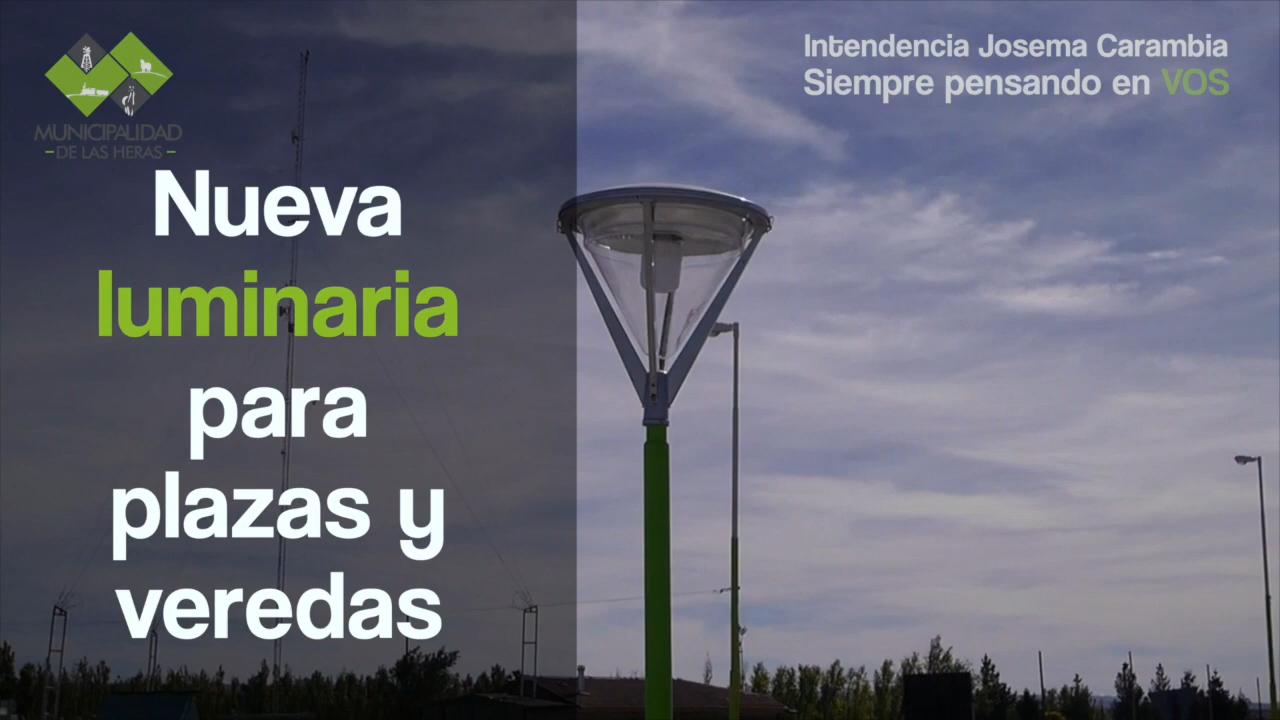 MUNICIPALIDAD
DE LAS HERAS
Nueva
luminaria
para
plazas y
veredas
Intendencia Josema Carambia
Siempre pensando en VOS